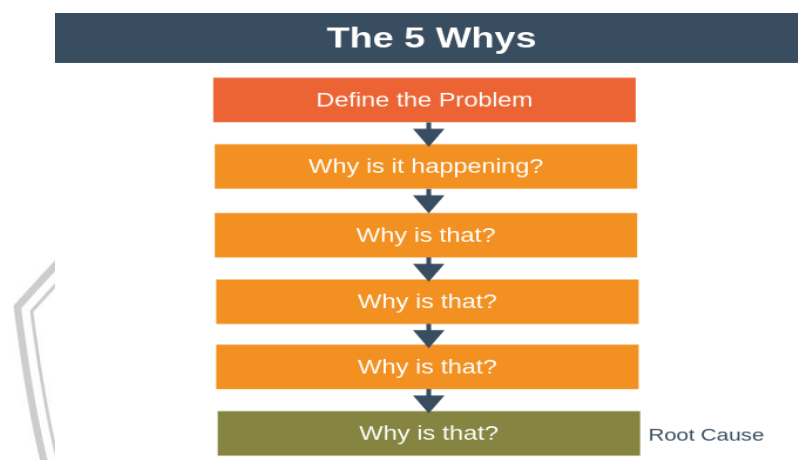 The 5 Whys
Define the Problem
Why is it happening?
Why is that?
Why is that?
Why is that?
Why is that? Root Cause